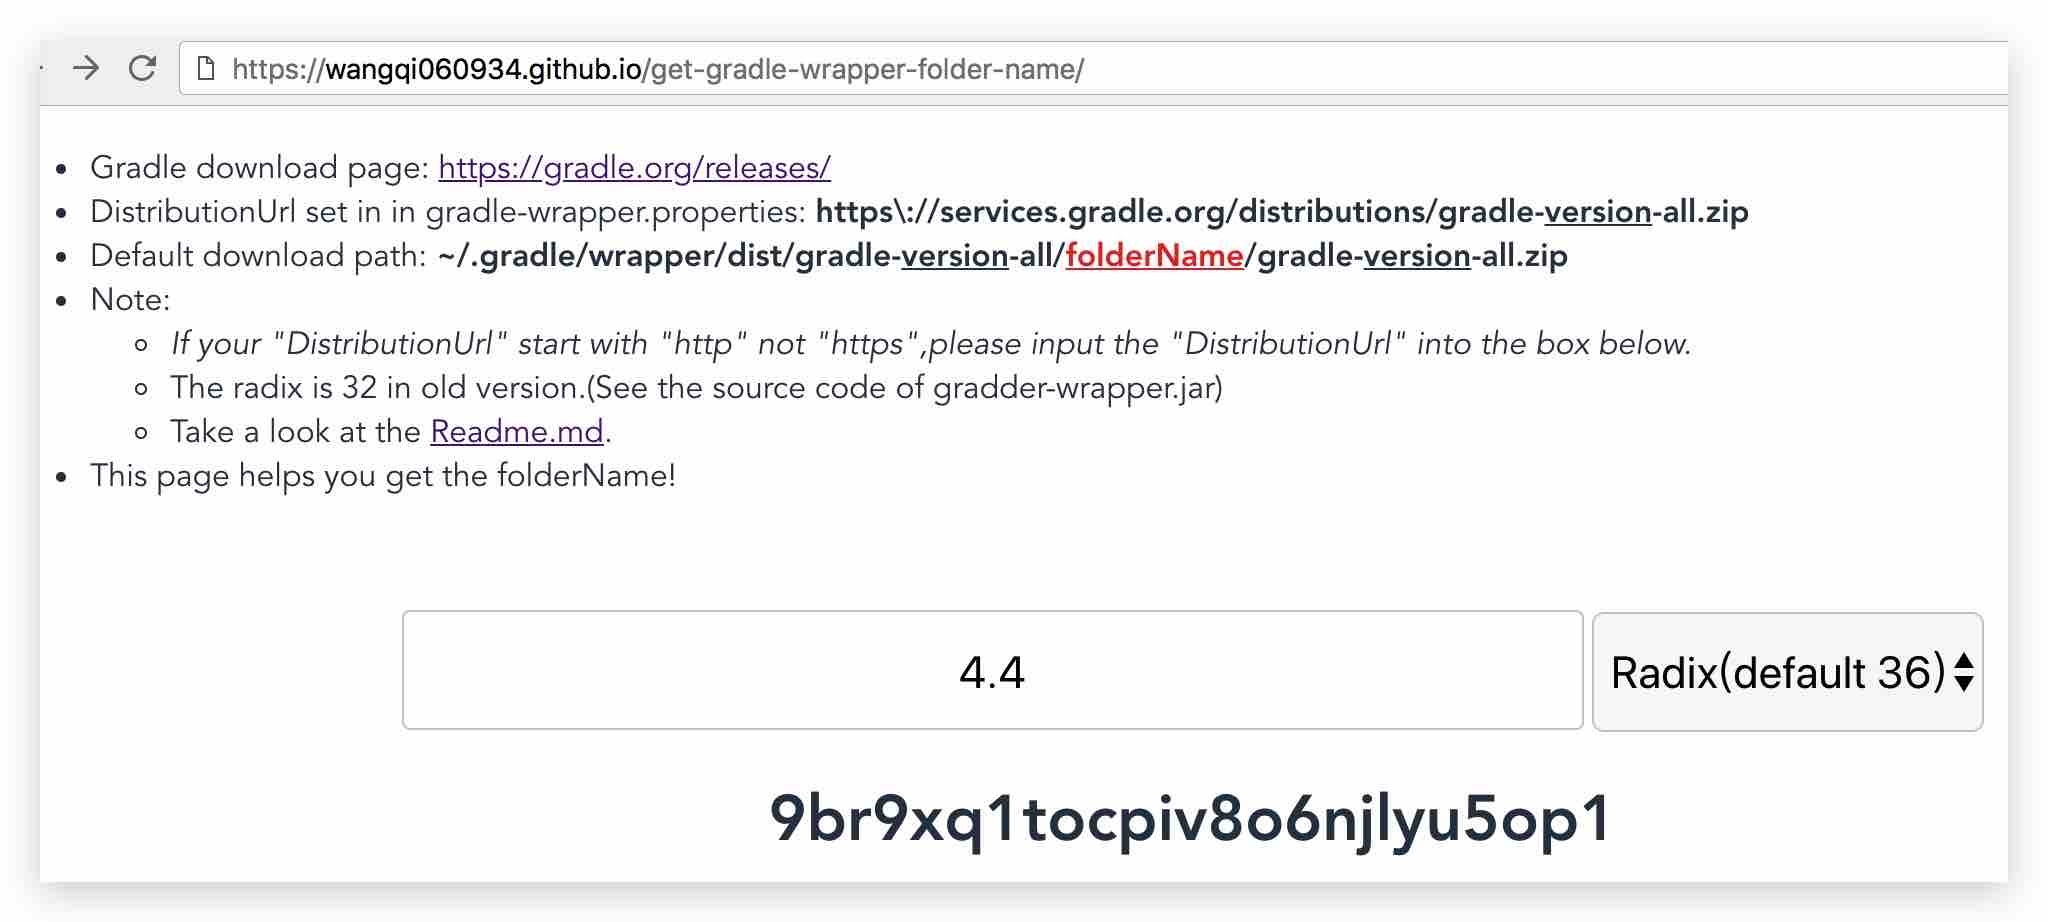 https://wangqi060934.github.io/get-gradle-wrapper-folder-name/
Gradle download page: https://gradle.org/releases/
DistributionUrl set in in gradle-wrapper.properties: https\://services.gradle.org/distributions/gradle-version-all.zip
Default download path: ~/.gradle/wrapper/dist/gradle-version-all/folderName/gradle-version-all.zip
Note:
If your "DistributionUrl" start with "http" not "https",please input the "DistributionUrl" into the box below.
The radix is 32 in old version.(See the source code of gradder-wrapper.jar)
Take a look at the Readme.md.
This page helps you get the folderName!
4.4 Radix(default 36)
9br9xq1tocpiv8o6njlyu5op1